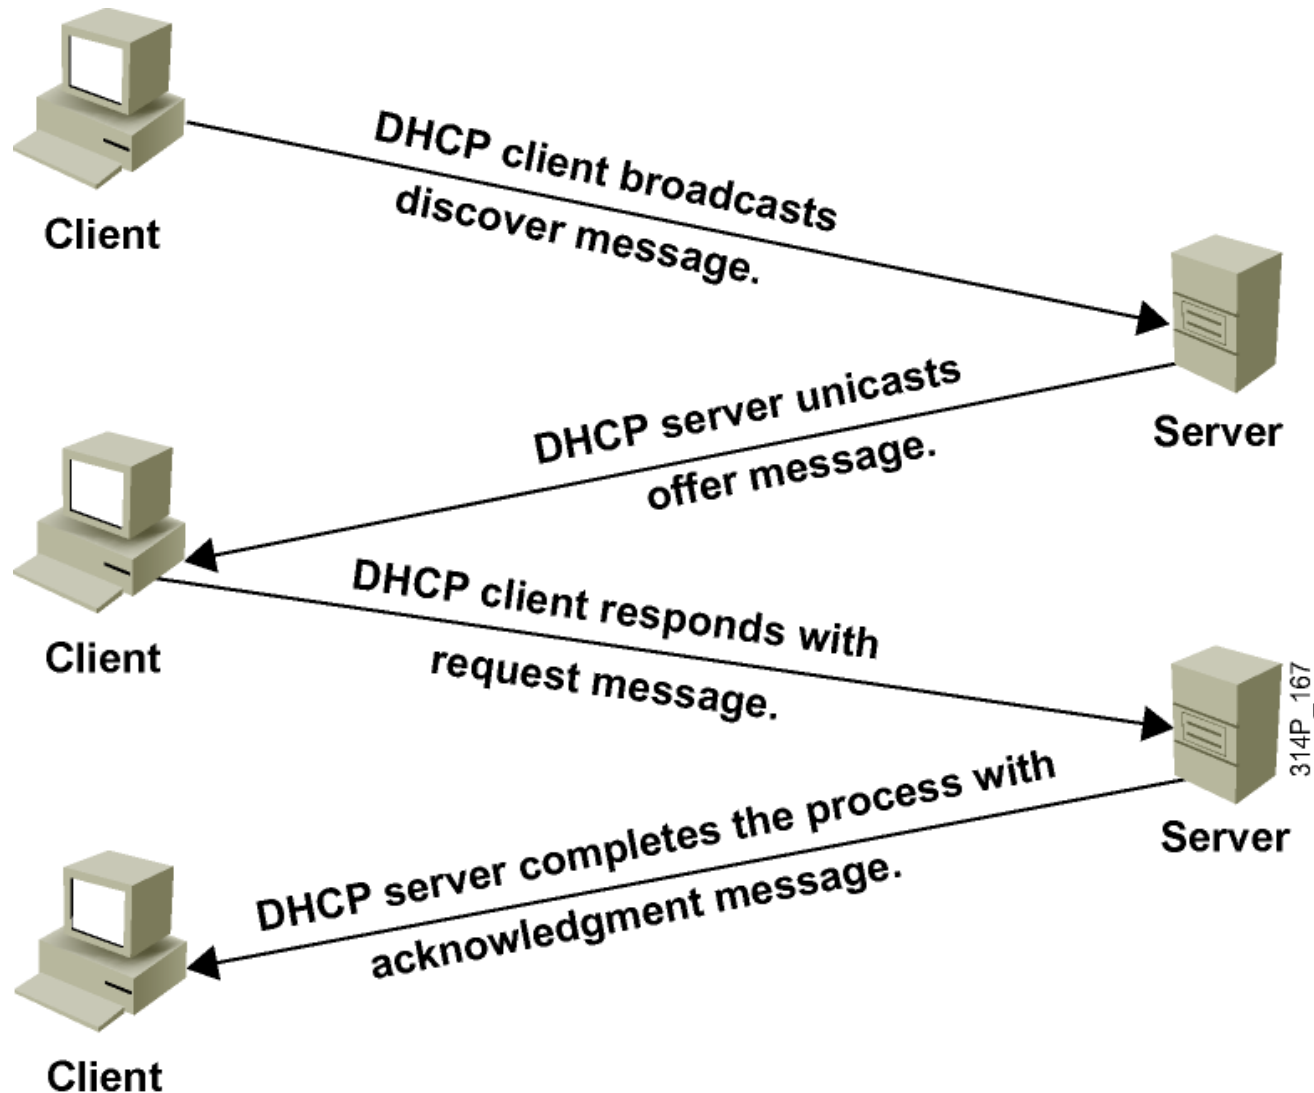 DHCP client broadcasts
discover message.
Client
DHCP server unicasts
offer message.
Server
DHCP client responds with
request message.
Client
314P_167
DHCP server completes the process with
acknowledgment message.
Server
Client